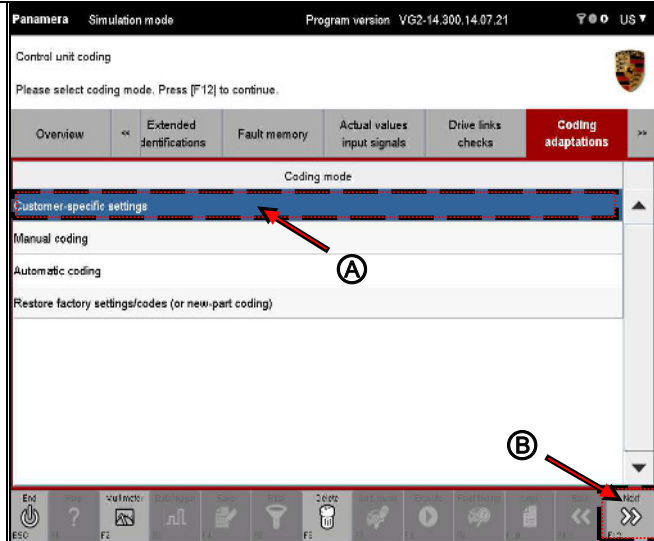 Panamera Simulation mode Program version VG2-14.300.14.07.21 US
Control unit coding
Please select coding mode. Press [F12] to continue.
Overview << Extended dentifications Fault memory Actual values input signals Drive links checks Coding adaptations >>
Coding mode
Customer-specific settings
Manual coding
Automatic coding
Restore factory settings/codes (or new-part coding)
A
B
End Multimeter Delete Next
ESC F2